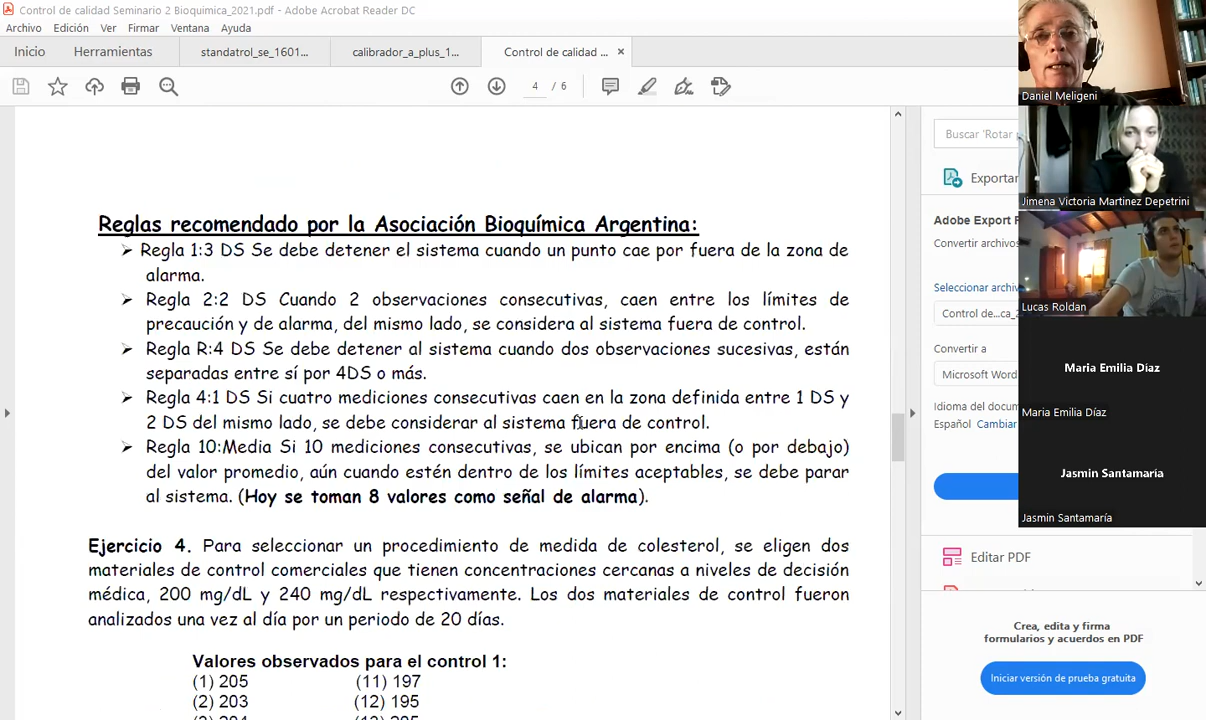 Control de calidad Seminario 2 Bioquimica_2021.pdf - Adobe Acrobat Reader DC
Archivo Edición Ver Firmar Ventana Ayuda
Inicio Herramientas standatrol_se_1601... calibrador_a_plus_1... Control de calidad ... ×
4 / 6
Reglas recomendado por la Asociación Bioquímica Argentina:
➢ Regla 1:3 DS Se debe detener el sistema cuando un punto cae por fuera de la zona de
alarma.
➢ Regla 2:2 DS Cuando 2 observaciones consecutivas, caen entre los límites de
precaución y de alarma, del mismo lado, se considera al sistema fuera de control.
➢ Regla R:4 DS Se debe detener al sistema cuando dos observaciones sucesivas, están
separadas entre sí por 4DS o más.
➢ Regla 4:1 DS Si cuatro mediciones consecutivas caen en la zona definida entre 1 DS y
2 DS del mismo lado, se debe considerar al sistema fuera de control.
➢ Regla 10:Media Si 10 mediciones consecutivas, se ubican por encima (o por debajo)
del valor promedio, aún cuando estén dentro de los límites aceptables, se debe parar
al sistema. (Hoy se toman 8 valores como señal de alarma).
Ejercicio 4. Para seleccionar un procedimiento de medida de colesterol, se eligen dos
materiales de control comerciales que tienen concentraciones cercanas a niveles de decisión
médica, 200 mg/dL y 240 mg/dL respectivamente. Los dos materiales de control fueron
analizados una vez al día por un periodo de 20 días.
Valores observados para el control 1:
(1) 205 (11) 197
(2) 203 (12) 195
Buscar 'Rotar
Exportar
Adobe Export
Convertir archivos
Seleccionar archiv
Control de...ca_2
Convertir a
Microsoft Word
Idioma del docum
Español Cambiar
Editar PDF
Crea, edita y firma
formularios y acuerdos en PDF
Iniciar versión de prueba gratuita
Daniel Meligeni
Jimena Victoria Martinez Depetrini
Lucas Roldan
Maria Emilia Díaz
Maria Emilia Díaz
Jasmin Santamaría
Jasmin Santamaría